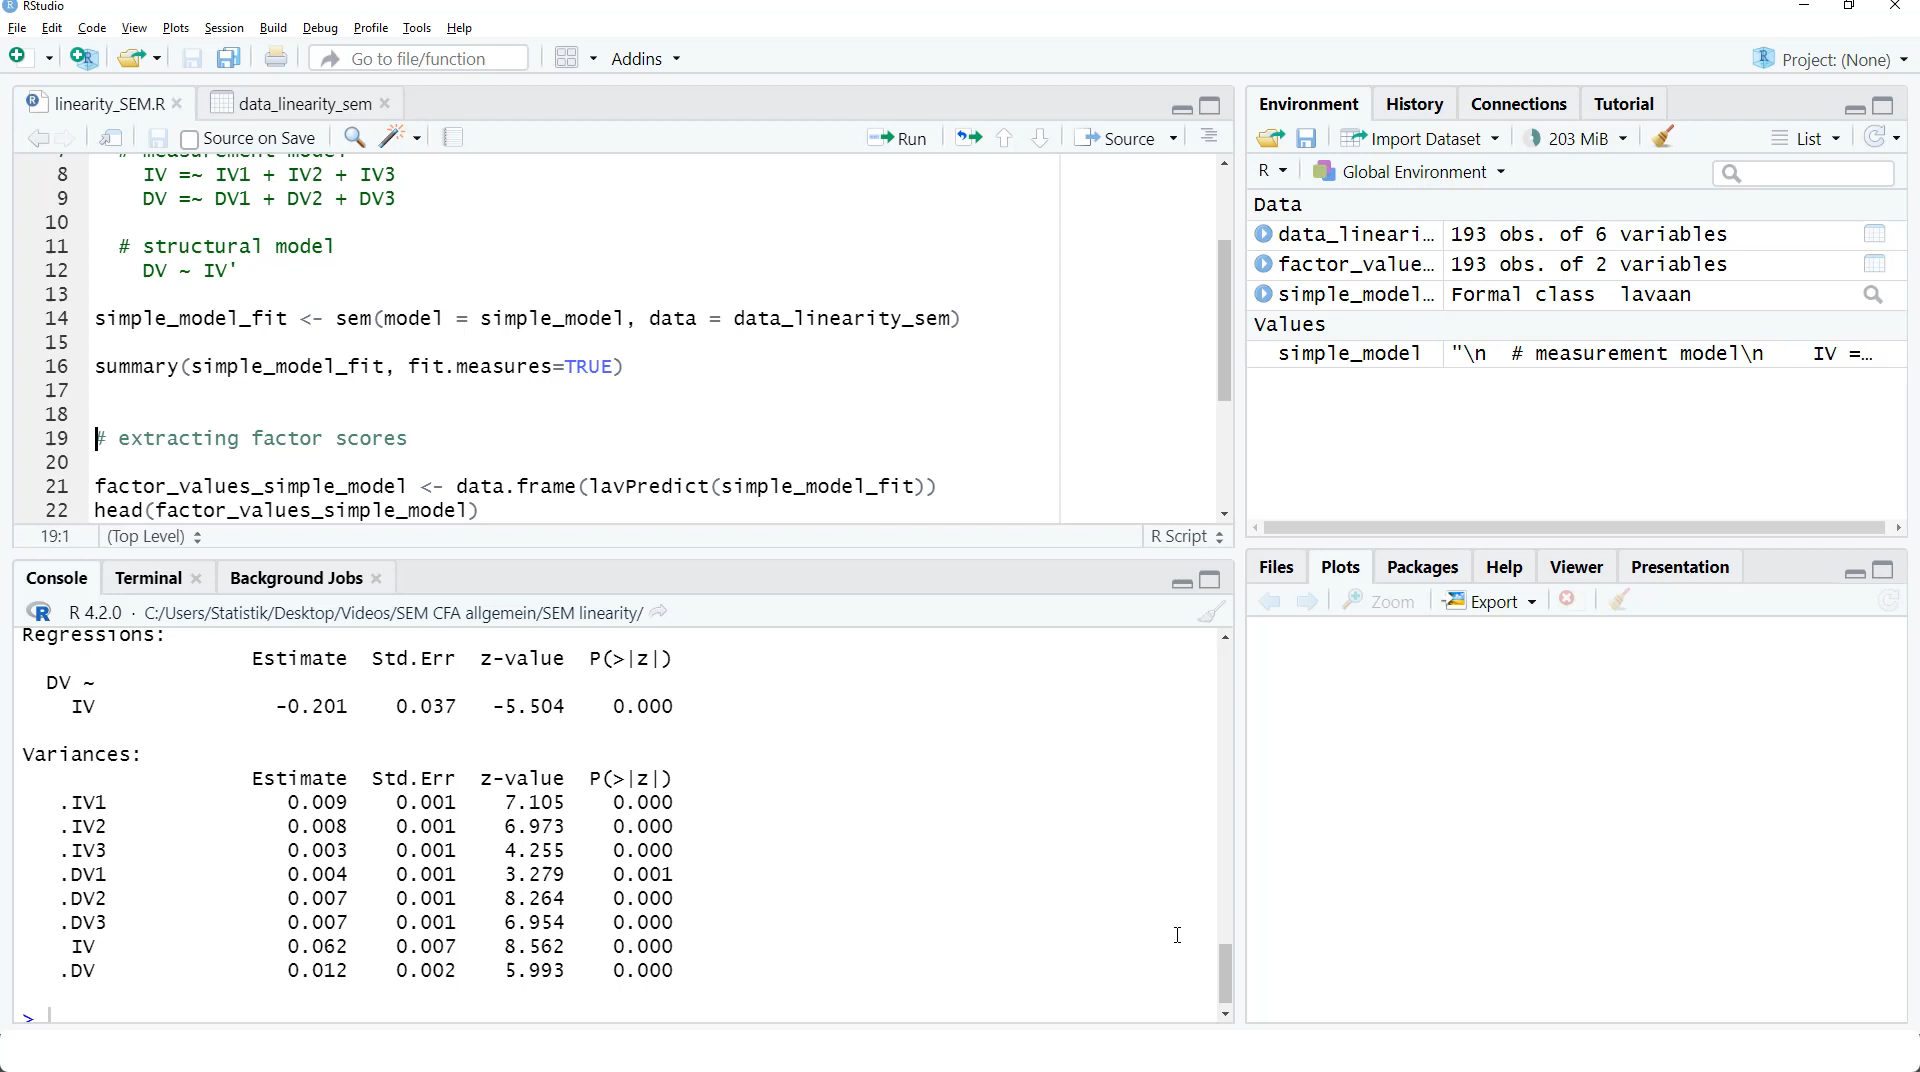 RStudio
File Edit Code View Plots Session Build Debug Profile Tools Help
Go to file/function Addins Project: (None)
linearity_SEM.R data_linearity_sem
Source on Save Run Source
# measurement model
8 IV =~ IV1 + IV2 + IV3
9 DV =~ DV1 + DV2 + DV3
10
11 # structural model
12 DV ~ IV'
13
14 simple_model_fit <- sem(model = simple_model, data = data_linearity_sem)
15
16 summary(simple_model_fit, fit.measures=TRUE)
17
18
19 # extracting factor scores
20
21 factor_values_simple_model <- data.frame(lavPredict(simple_model_fit))
22 head(factor_values_simple_model)
19:1 (Top Level) R Script
Console Terminal Background Jobs
R 4.2.0 · C:/Users/Statistik/Desktop/Videos/SEM CFA allgemein/SEM linearity/
Regressions:
Estimate Std.Err z-value P(>|z|)
DV ~
IV -0.201 0.037 -5.504 0.000
Variances:
Estimate Std.Err z-value P(>|z|)
.IV1 0.009 0.001 7.105 0.000
.IV2 0.008 0.001 6.973 0.000
.IV3 0.003 0.001 4.255 0.000
.DV1 0.004 0.001 3.279 0.001
.DV2 0.007 0.001 8.264 0.000
.DV3 0.007 0.001 6.954 0.000
IV 0.062 0.007 8.562 0.000
.DV 0.012 0.002 5.993 0.000
>
Environment History Connections Tutorial
Import Dataset 203 MiB List
R Global Environment
Data
data_lineari… 193 obs. of 6 variables
factor_value… 193 obs. of 2 variables
simple_model… Formal class lavaan
Values
simple_model "\n # measurement model\n IV =…
Files Plots Packages Help Viewer Presentation
Zoom Export